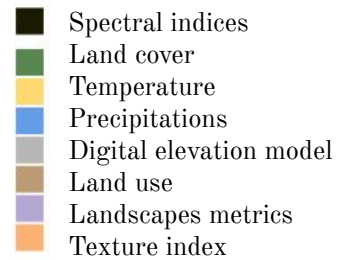 Spectral indices
Land cover
Temperature
Precipitations
Digital elevation model
Land use
Landscapes metrics
Texture index